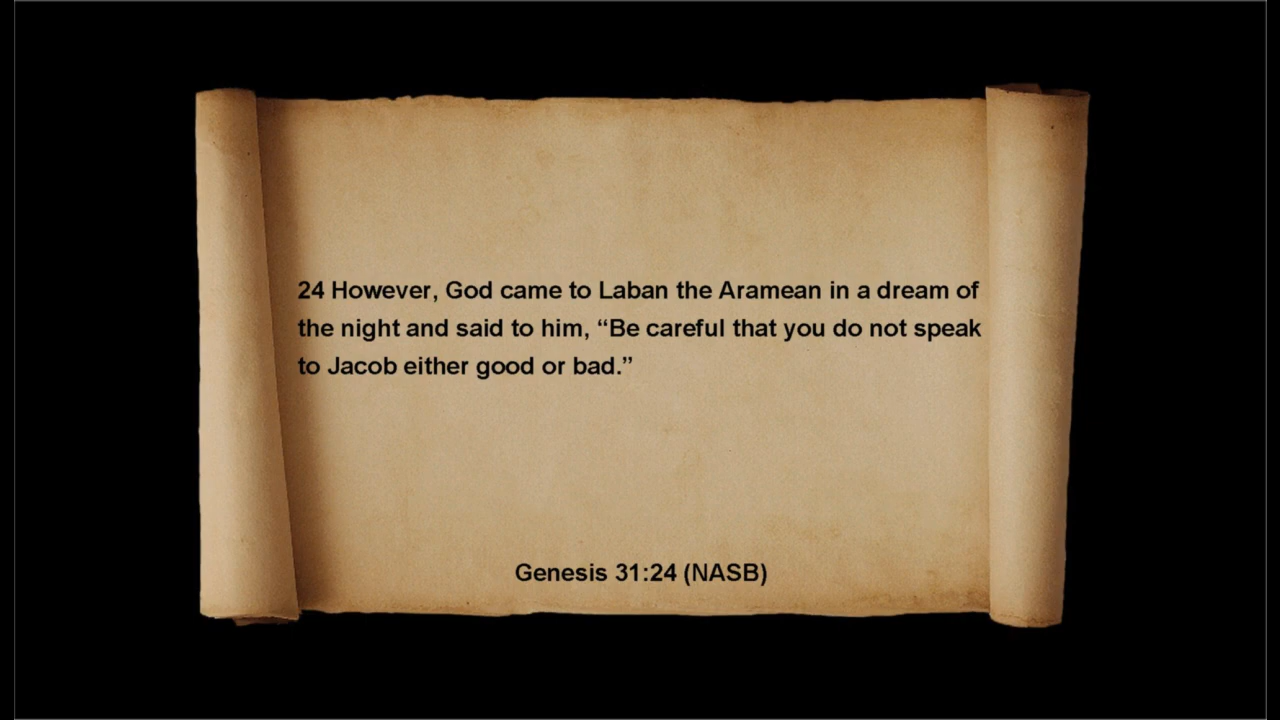 24 However, God came to Laban the Aramean in a dream of
the night and said to him, “Be careful that you do not speak
to Jacob either good or bad.”
Genesis 31:24 (NASB)